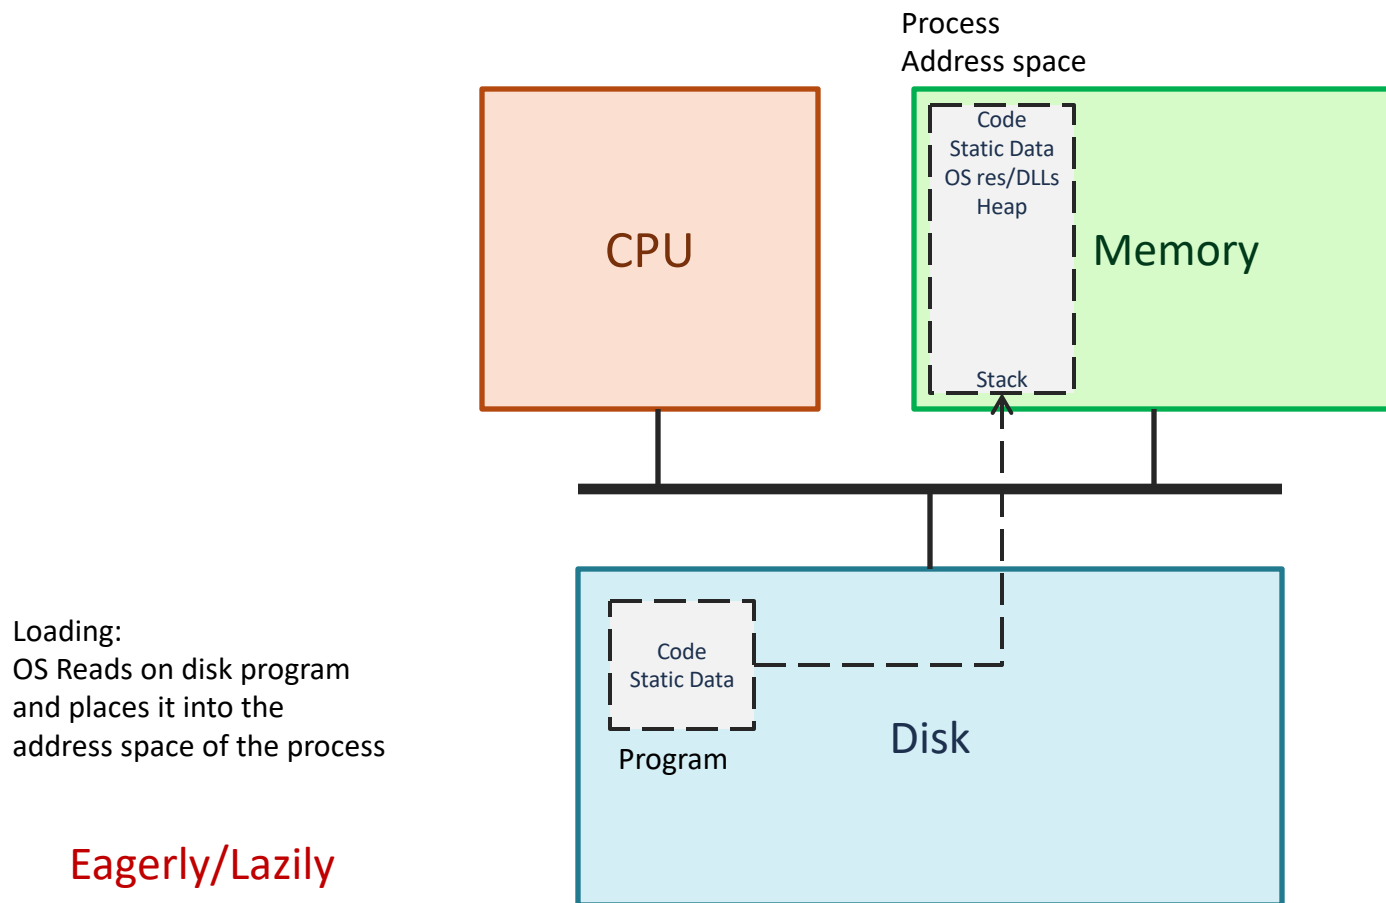 Process
Address space
Code
Static Data
OS res/DLLs
Heap
Stack
CPU
Memory
Loading:
OS Reads on disk program
and places it into the
address space of the process
Code
Static Data
Program
Disk
Eagerly/Lazily